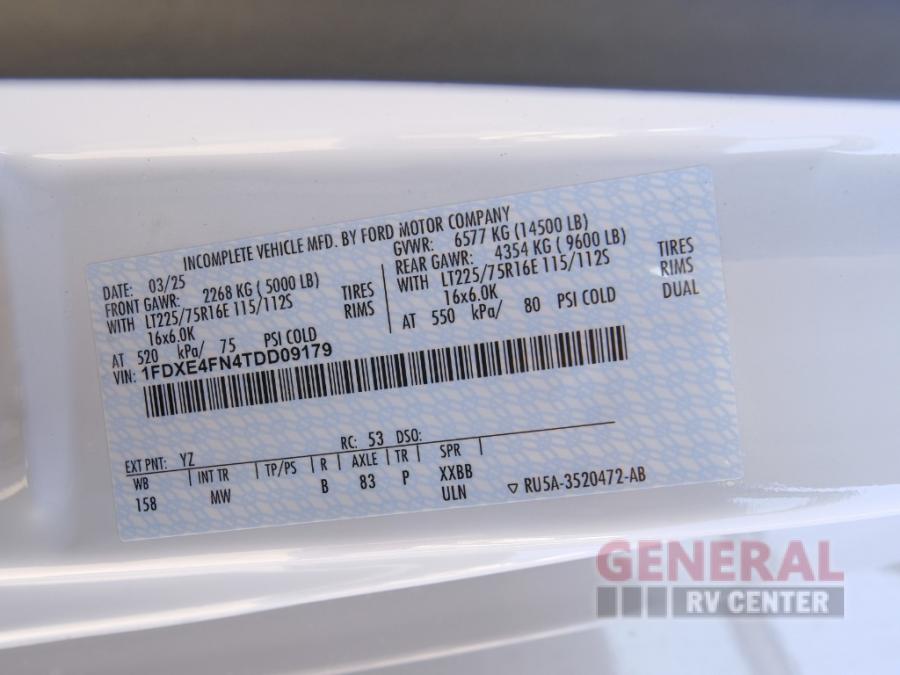 INCOMPLETE VEHICLE MFD. BY FORD MOTOR COMPANY
DATE: 03/25
FRONT GAWR: 2268 KG ( 5000 LB)
WITH LT225/75R16E 115/112S TIRES
16x6.0K RIMS
AT 520 kPa/ 75 PSI COLD
GVWR: 6577 KG (14500 LB)
REAR GAWR: 4354 KG ( 9600 LB)
WITH LT225/75R16E 115/112S TIRES
16x6.0K RIMS
AT 550 kPa/ 80 PSI COLD DUAL
VIN: 1FDXE4FN4TDD09179
EXT PNT: YZ RC: 53 DSO:
WB INT TR TP/PS R AXLE TR SPR
158 MW B 83 P XXBB
ULN ▽ RU5A-3520472-AB
GENERAL
RV CENTER